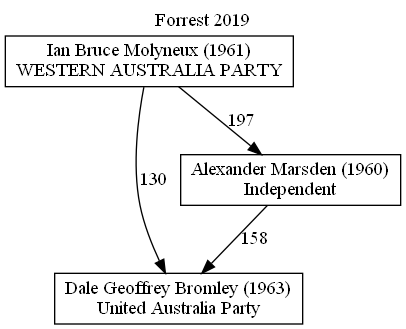 Forrest 2019
Ian Bruce Molyneux (1961)
WESTERN AUSTRALIA PARTY
197
Alexander Marsden (1960)
Independent
130
158
Dale Geoffrey Bromley (1963)
United Australia Party